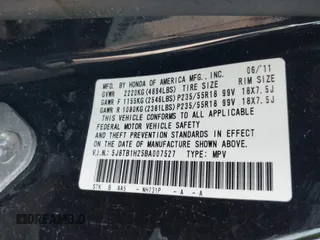 MFD. BY HONDA OF AMERICA MFG., INC. 06/11
GVWR 2220KG(4894LBS) RIM SIZE
GAWR F 1155KG(2546LBS) P235/55R18 99V 18X7.5J
GAWR R 1080KG(2381LBS) P235/55R18 99V 18X7.5J
THIS VEHICLE CONFORMS TO ALL APPLICABLE
FEDERAL MOTOR VEHICLE SAFETY, BUMPER,
AND THEFT PREVENTION STANDARDS IN EFFECT
ON THE DATE OF MANUFACTURE SHOWN ABOVE.
V.I.N.: 5J8TB1H25BA007527 TYPE: MPV
STK B AA5 - NH731P - A - A